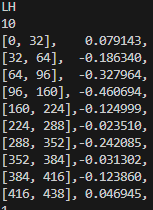 LH
10
[0, 32],    0.079143,
[32, 64],  -0.186340,
[64, 96],  -0.327964,
[96, 160], -0.460694,
[160, 224],-0.124999,
[224, 288],-0.023510,
[288, 352],-0.242085,
[352, 384],-0.031302,
[384, 416],-0.123860,
[416, 438], 0.046945,